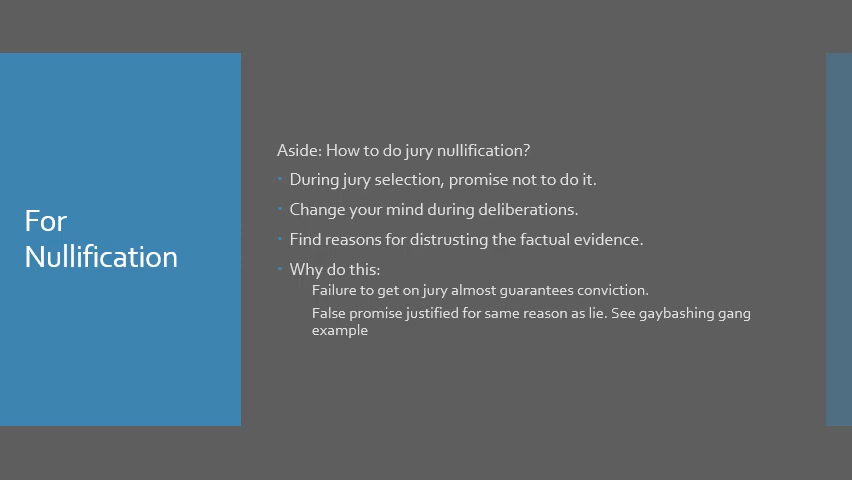 For
Nullification
Aside: How to do jury nullification?
During jury selection, promise not to do it.
Change your mind during deliberations.
Find reasons for distrusting the factual evidence.
Why do this:
Failure to get on jury almost guarantees conviction.
False promise justified for same reason as lie. See gaybashing gang
example